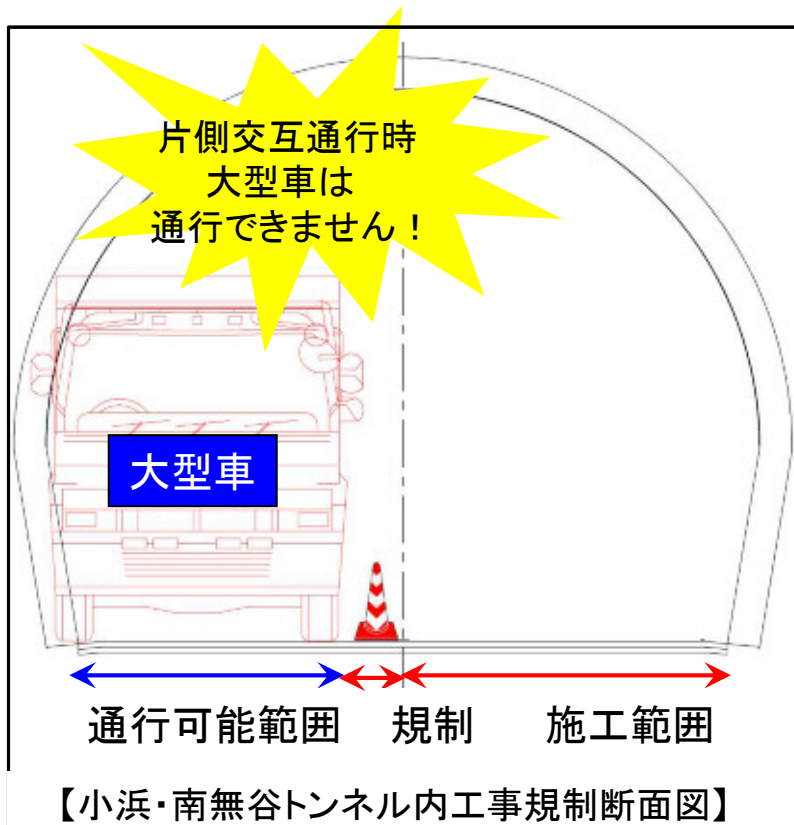 片側交互通行時
大型車は
通行できません！
大型車
通行可能範囲 規制 施工範囲
【小浜・南無谷トンネル内工事規制断面図】